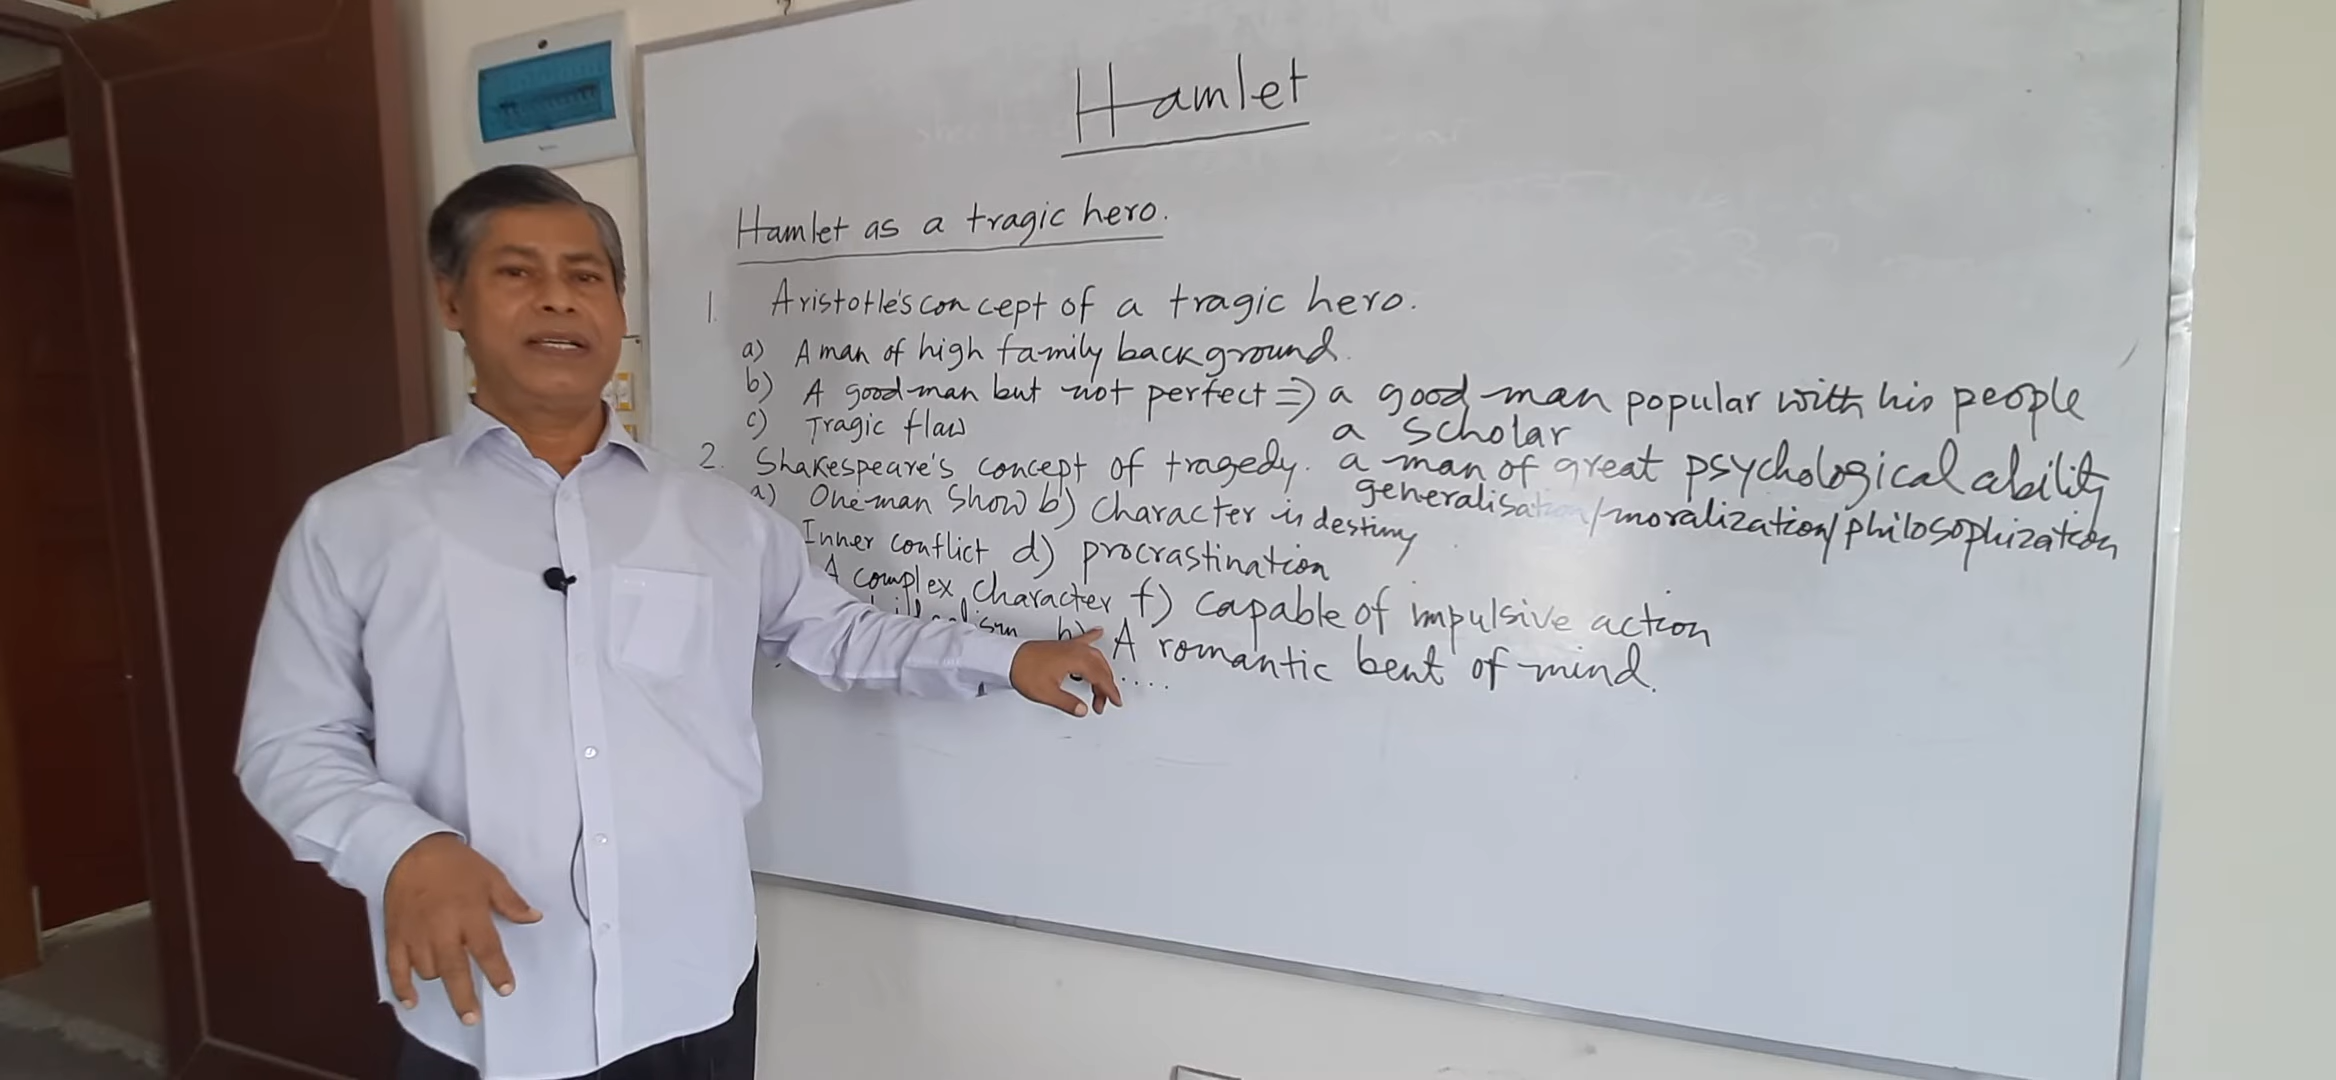 Hamlet
Hamlet as a tragic hero.
1. Aristotle's concept of a tragic hero.
a) A man of high family background.
b) A good man but not perfect ⇒ a good man popular with his people
c) Tragic flaw a scholar
2. Shakespeare's concept of tragedy. a man of great psychological ability
generalisation/moralization/philosophization
a) One man Show b) Character is destiny
Inner conflict d) procrastination
A complex character f) Capable of impulsive action
h) A romantic bent of mind.
....